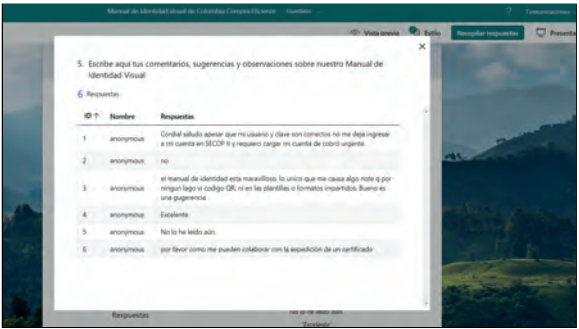 Manual de Identidad visual de Colombia Compra Eficiente
Vista previa
Estilo
Recopilar respuestas
Presentar
5. Escribe aquí tus comentarios, sugerencias y observaciones sobre nuestro Manual de
Identidad Visual
6 Respuestas
ID ↑ Nombre Respuestas
1 anonymous Cordial saludo apesar que mi usuario y clave son correctos no me deja ingresar
a mi cuenta en SECOP II y requiero cargar mi cuenta de cobró urgente.
2 anonymous no
3 anonymous el manual de identidad esta maravilloso, lo unico que me causa algo note q por
ningun lago vi codigo QR, ni en las plantillas o formatos impartidos. Bueno es
una gugerencia
4 anonymous Excelente
5 anonymous No lo he leído aún.
6 anonymous por favor como me pueden colaborar con la expedición de un certificado
Respuestas
"Excelente"